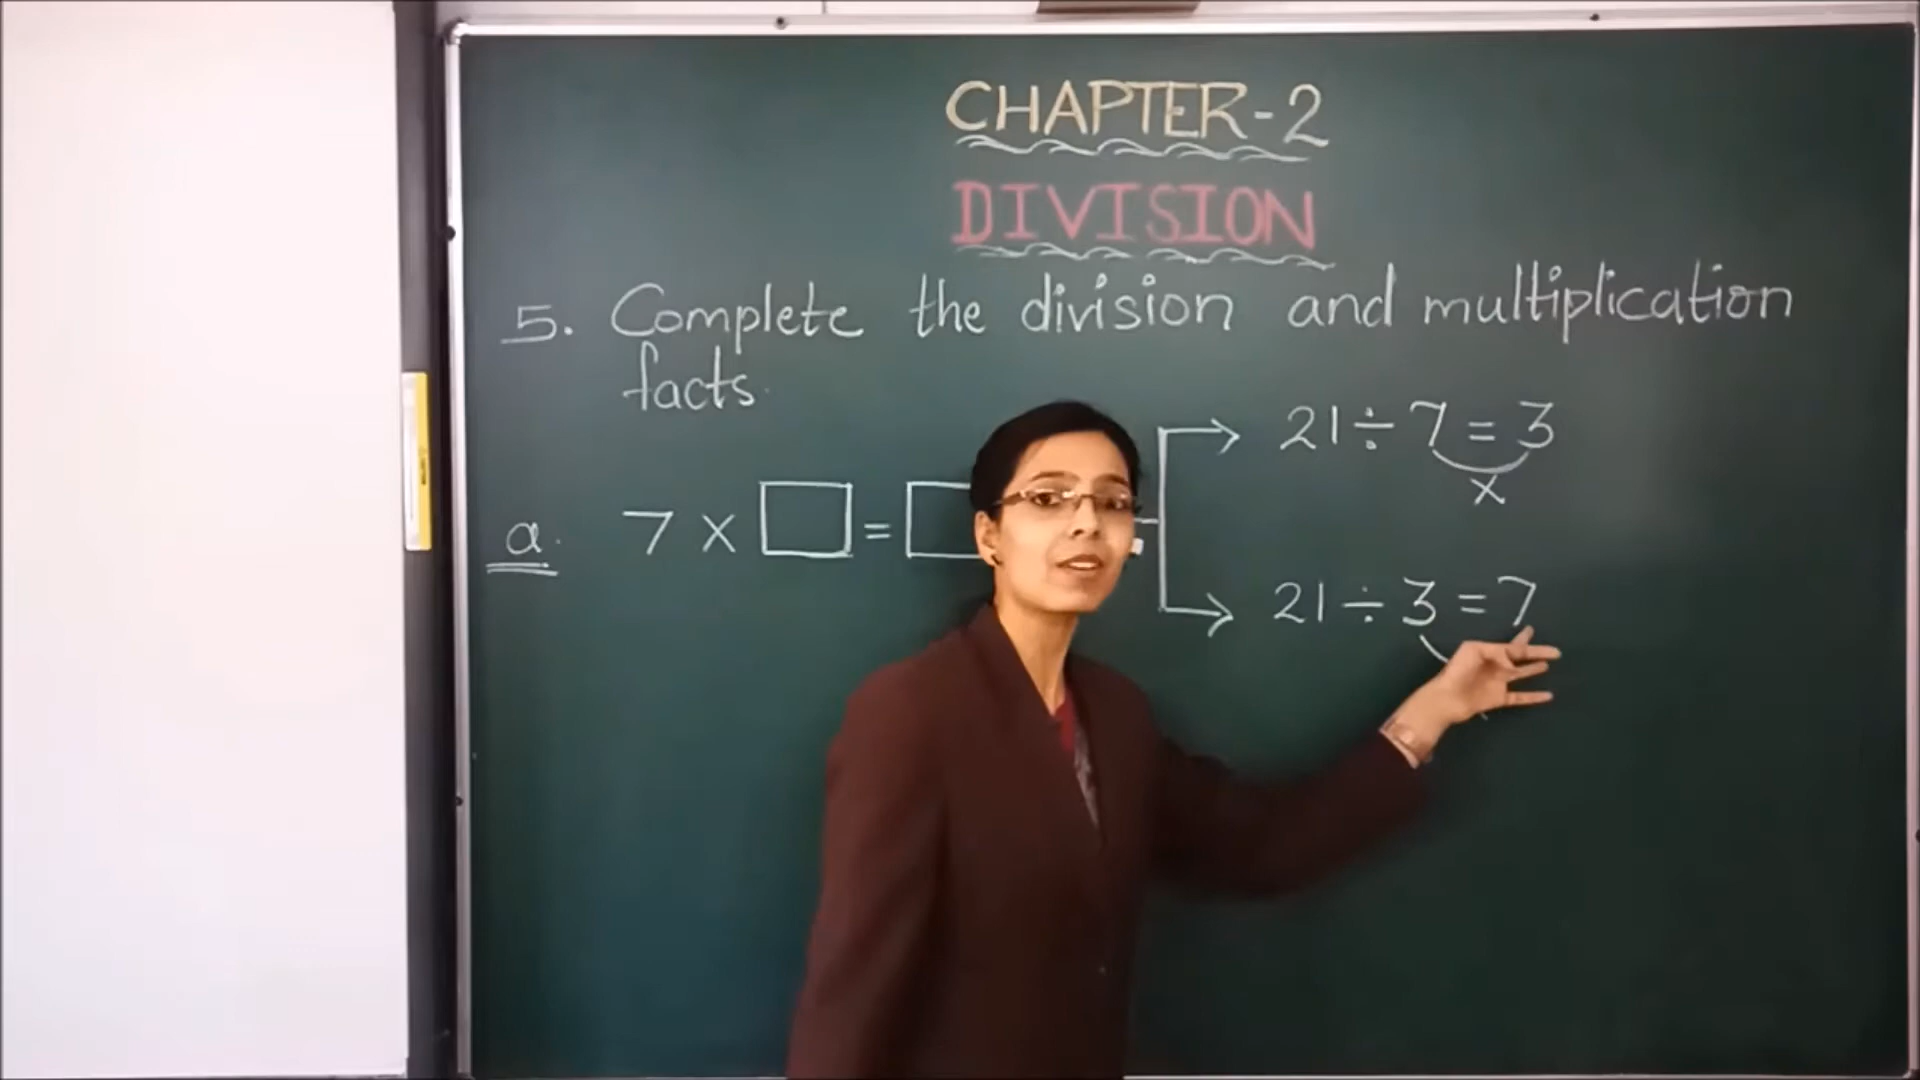 CHAPTER-2
DIVISION
5. Complete the division and multiplication
facts.
21 ÷ 7 = 3
x
a. 7 x □ = □
21 ÷ 3 = 7